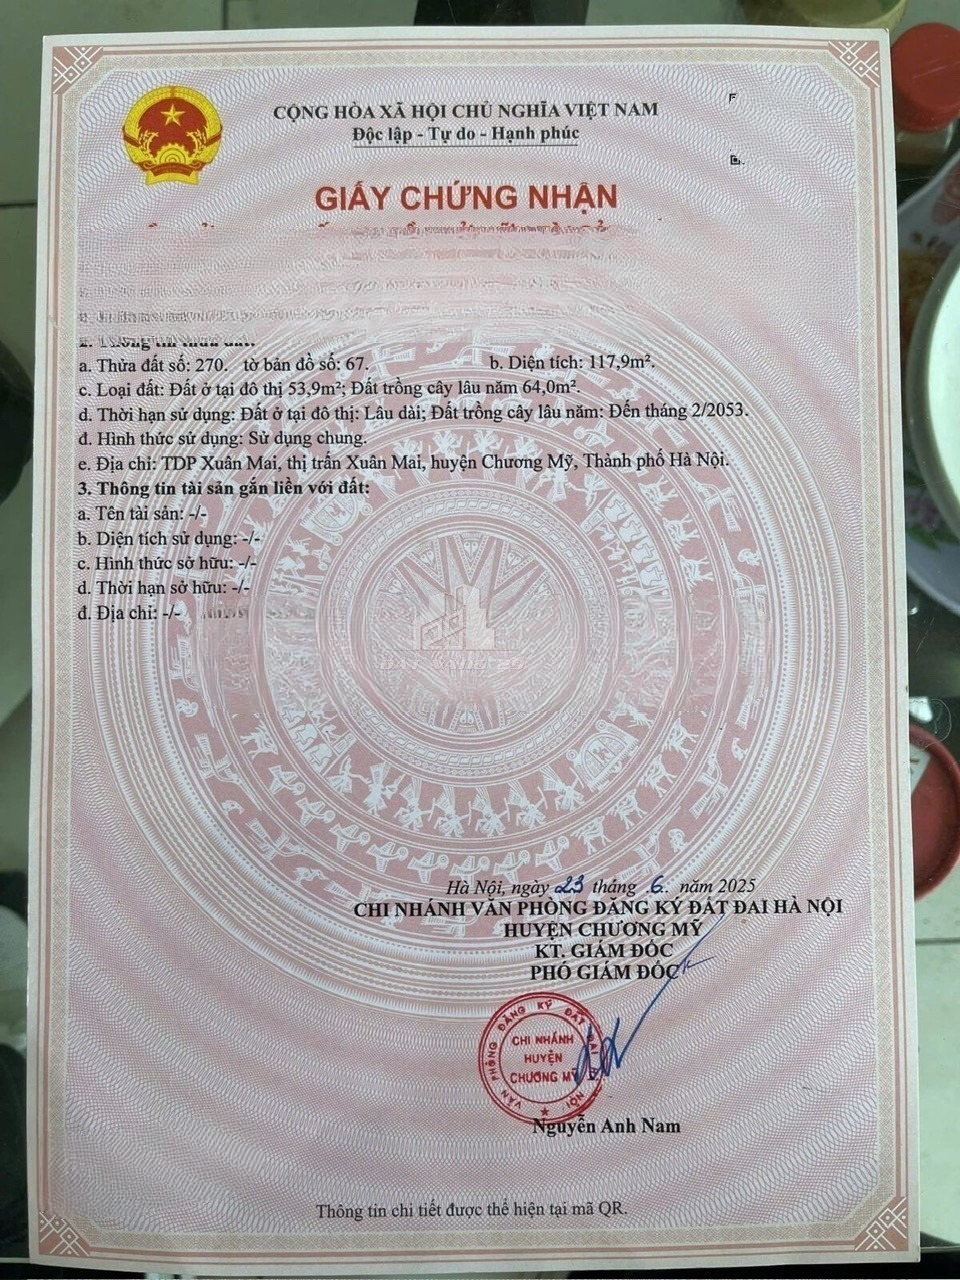 CỘNG HÒA XÃ HỘI CHỦ NGHĨA VIỆT NAM
Độc lập - Tự do - Hạnh phúc
GIẤY CHỨNG NHẬN
a. Thửa đất số: 270. tờ bản đồ số: 67. b. Diện tích: 117,9m².
c. Loại đất: Đất ở tại đô thị 53,9m²; Đất trồng cây lâu năm 64,0m².
d. Thời hạn sử dụng: Đất ở tại đô thị: Lâu dài; Đất trồng cây lâu năm: Đến tháng 2/2053.
đ. Hình thức sử dụng: Sử dụng chung.
e. Địa chỉ: TDP Xuân Mai, thị trấn Xuân Mai, huyện Chương Mỹ, Thành phố Hà Nội.
3. Thông tin tài sản gắn liền với đất:
a. Tên tài sản: -/-
b. Diện tích sử dụng: -/-
c. Hình thức sở hữu: -/-
d. Thời hạn sở hữu: -/-
đ. Địa chỉ: -/-
Hà Nội, ngày 23 tháng .6. năm 2025
CHI NHÁNH VĂN PHÒNG ĐĂNG KÝ ĐẤT ĐAI HÀ NỘI
HUYỆN CHƯƠNG MỸ
KT. GIÁM ĐỐC
PHÓ GIÁM ĐỐC
VĂN PHÒNG ĐĂNG KÝ ĐẤT ĐAI HÀ NỘI
CHI NHÁNH
HUYỆN
CHƯƠNG MỸ
Nguyễn Anh Nam
Thông tin chi tiết được thể hiện tại mã QR.